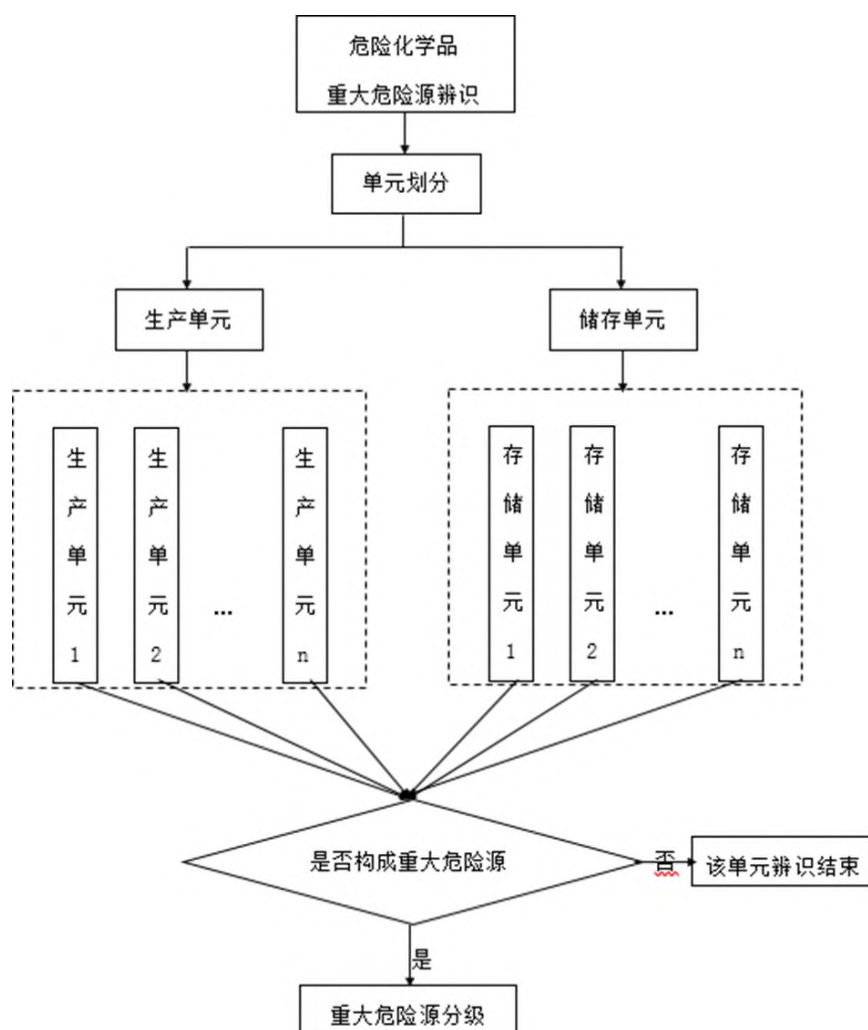 危险化学品
重大危险源辨识
单元划分
生产单元
储存单元
生产单元1
生产单元2
...
生产单元n
存储单元1
存储单元2
...
存储单元n
是否构成重大危险源
否
该单元辨识结束
是
重大危险源分级